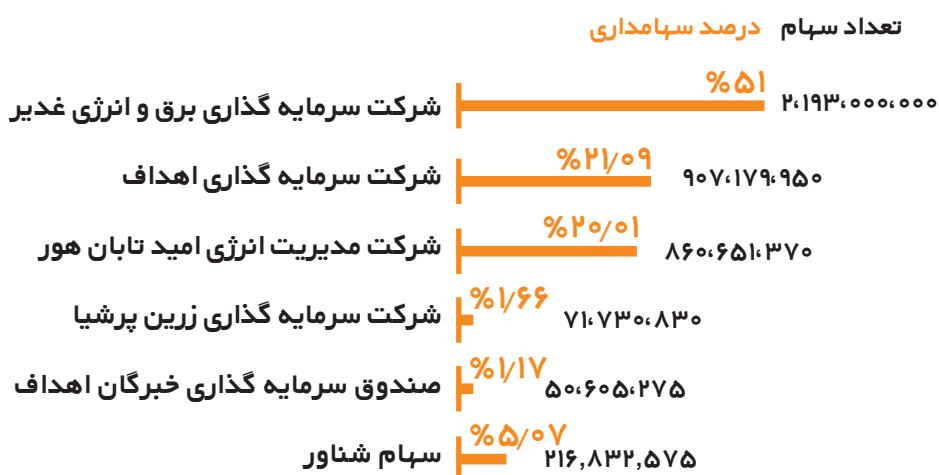 تعداد سهام درصد سهامداری
شرکت سرمایه گذاری برق و انرژی غدیر %۵۱ ۲،۱۹۳،۰۰۰،۰۰۰
شرکت سرمایه گذاری اهداف %۲۱/۰۹ ۹۰۷،۱۷۹،۹۵۰
شرکت مدیریت انرژی امید تابان هور %۲۰/۰۱ ۸۶۰،۶۵۱،۳۷۰
شرکت سرمایه گذاری زرین پرشیا %۱/۶۶ ۷۱،۷۳۰،۸۳۰
صندوق سرمایه گذاری خبرگان اهداف %۱/۱۷ ۵۰،۶۰۵،۲۷۵
سهام شناور %۵/۰۷ ۲۱۶,۸۳۲,۵۷۵